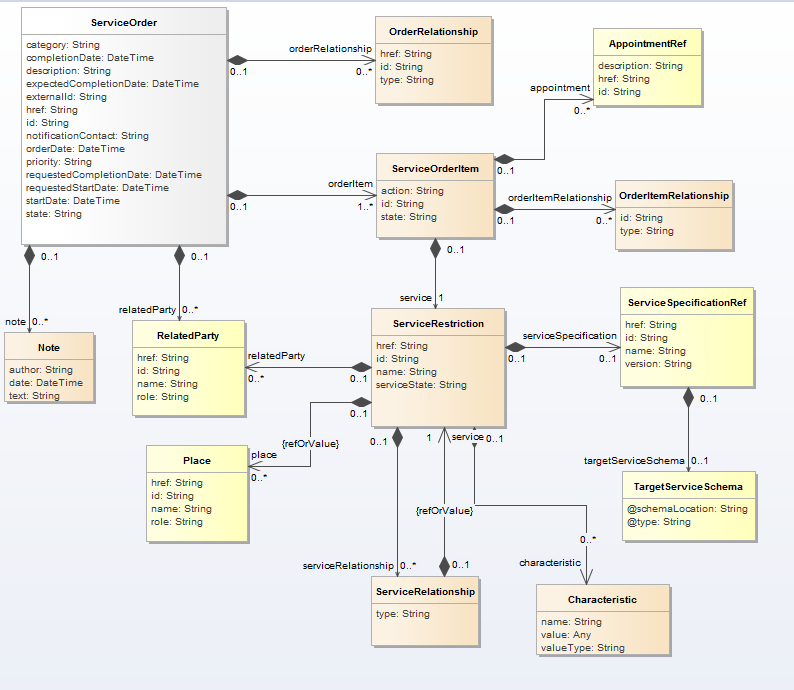 ServiceOrder
category: String
completionDate: DateTime
description: String
expectedCompletionDate: DateTime
externalId: String
href: String
id: String
notificationContact: String
orderDate: DateTime
priority: String
requestedCompletionDate: DateTime
requestedStartDate: DateTime
startDate: DateTime
state: String
0..1
orderRelationship
0..*
OrderRelationship
href: String
id: String
type: String
AppointmentRef
description: String
href: String
id: String
appointment
0..*
0..1
0..1
orderItem
1..*
ServiceOrderItem
action: String
id: String
state: String
0..1
orderItemRelationship
0..*
OrderItemRelationship
id: String
type: String
0..1
0..1
0..1
note
0..*
relatedParty
0..*
service
1
Note
author: String
date: DateTime
text: String
RelatedParty
href: String
id: String
name: String
role: String
relatedParty
0..*
0..1
ServiceRestriction
href: String
id: String
name: String
serviceState: String
0..1
serviceSpecification
0..1
ServiceSpecificationRef
href: String
id: String
name: String
version: String
0..1
0..1
{refOrValue}
place
0..*
Place
href: String
id: String
name: String
role: String
0..1
1
service
0..1
targetServiceSchema
0..1
TargetServiceSchema
@schemaLocation: String
@type: String
{refOrValue}
0..*
characteristic
serviceRelationship
0..*
0..1
ServiceRelationship
type: String
Characteristic
name: String
value: Any
valueType: String